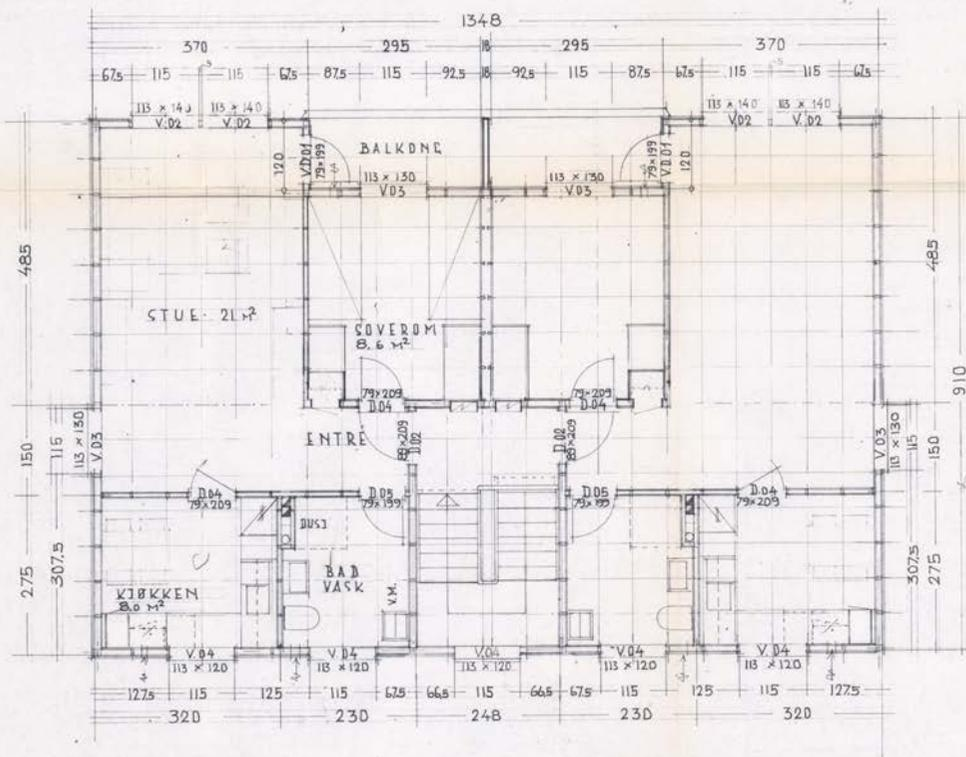 1348
370 295 18 295 370
67.5 115 5 115 67.5 87.5 115 92.5 18 92.5 115 87.5 67.5 115 5 115 67.5
113 × 140 113 × 140 113 × 140 113 × 140
V.02 V.02 V.02 V.02
BALKONG
V.D.01 79×199 120 V.D.01 79×199 120
113 × 130 113 × 130
V.03 V.03
485 485
STUE 21 M²
SOVEROM
8.6 M²
910
79×209 79×209
D.04 D.04
ENTRE
89×209 D.02 D.02 89×209
150 115 113 × 130 V.03 V.03 113 × 130 115 150
D.04 D.05 D.05 D.04
79×209 79×199 79×199 79×209
DUSJ
BAD
VASK
V.M.
KJØKKEN
8.0 M²
275 307.5 307.5 275
V.04 V.04 V.04 V.04 V.04
113 × 120 113 × 120 113 × 120 113 × 120 113 × 120
127.5 115 125 115 67.5 66.5 115 66.5 67.5 115 125 115 127.5
320 230 248 230 320